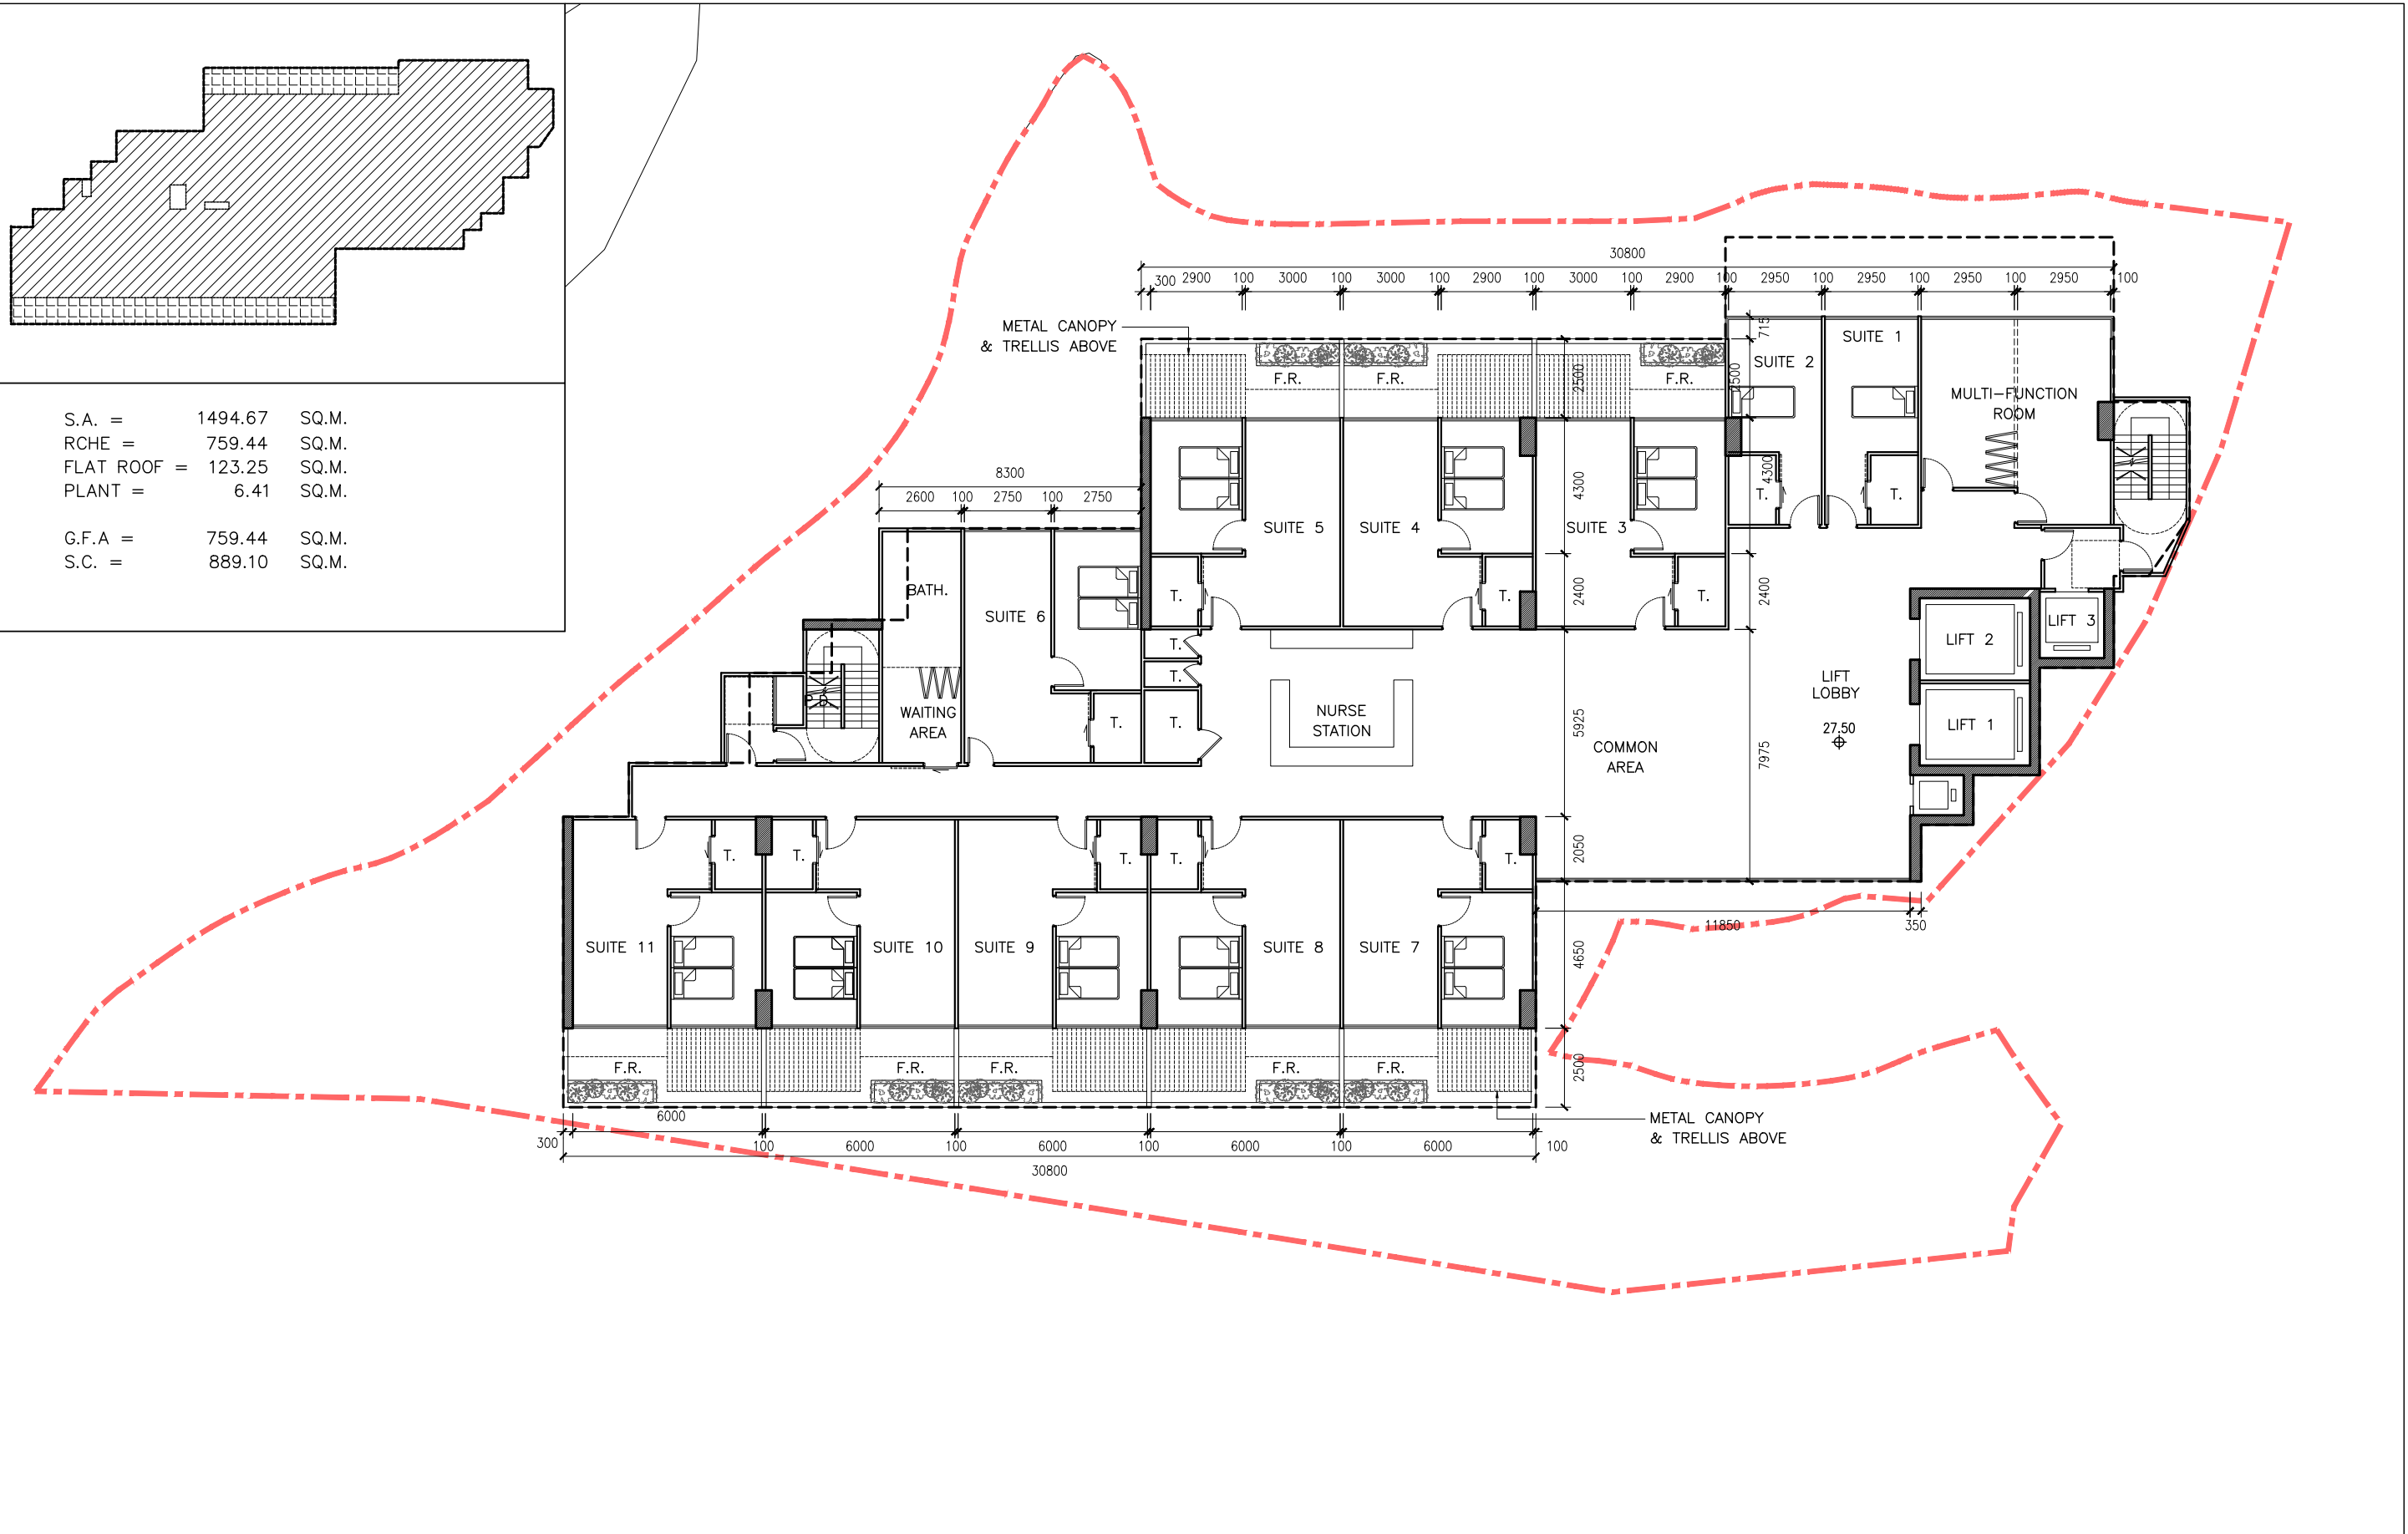 S.A. = 1494.67 SQ.M.
RCHE = 759.44 SQ.M.
FLAT ROOF = 123.25 SQ.M.
PLANT = 6.41 SQ.M.
G.F.A = 759.44 SQ.M.
S.C. = 889.10 SQ.M.
30800
300 2900 100 3000 100 3000 100 2900 100 3000 100 2900 100 2950 100 2950 100 2950 100 2950 100
METAL CANOPY
& TRELLIS ABOVE
F.R.
F.R.
F.R.
2500
715
2500
SUITE 2
SUITE 1
MULTI-FUNCTION
ROOM
8300
2600 100 2750 100 2750
4300
4300
SUITE 5
SUITE 4
SUITE 3
T.
T.
BATH.
SUITE 6
T.
T.
T.
2400
2400
T.
T.
T.
T.
WAITING
AREA
NURSE
STATION
5925
7975
COMMON
AREA
LIFT
LOBBY
27.50
LIFT 2
LIFT 3
LIFT 1
T.
T.
T.
T.
T.
2050
11850
350
SUITE 11
SUITE 10
SUITE 9
SUITE 8
SUITE 7
4650
F.R.
F.R.
F.R.
F.R.
F.R.
2500
METAL CANOPY
& TRELLIS ABOVE
300 6000 100 6000 100 6000 100 6000 100 6000 100
30800